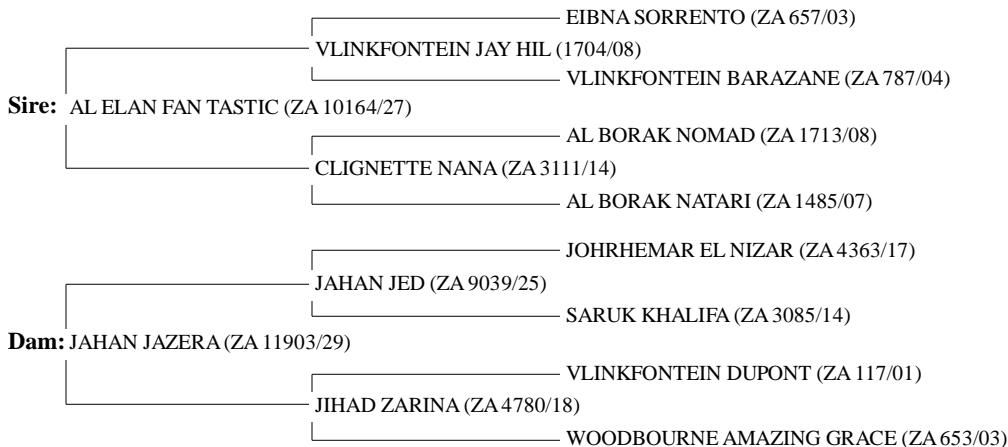 EIBNA SORRENTO (ZA 657/03)
VLINKFONTEIN JAY HIL (1704/08)
VLINKFONTEIN BARAZANE (ZA 787/04)
Sire: AL ELAN FAN TASTIC (ZA 10164/27)
AL BORAK NOMAD (ZA 1713/08)
CLIGNETTE NANA (ZA 3111/14)
AL BORAK NATARI (ZA 1485/07)
JOHRHEMAR EL NIZAR (ZA 4363/17)
JAHAN JED (ZA 9039/25)
SARUK KHALIFA (ZA 3085/14)
Dam: JAHAN JAZERA (ZA 11903/29)
VLINKFONTEIN DUPONT (ZA 117/01)
JIHAD ZARINA (ZA 4780/18)
WOODBOURNE AMAZING GRACE (ZA 653/03)